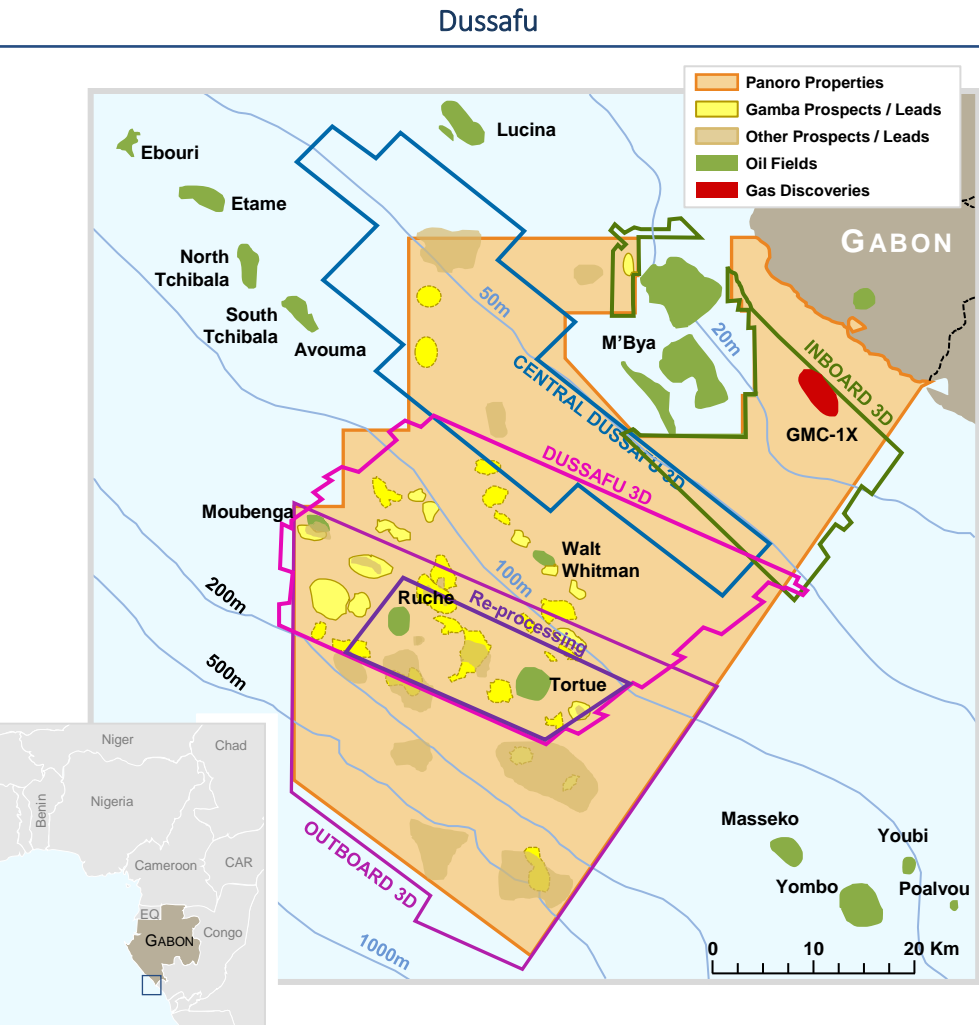 Dussafu
Panoro Properties
Gamba Prospects / Leads
Other Prospects / Leads
Oil Fields
Gas Discoveries
Lucina
Ebouri
Etame
GABON
North
Tchibala
50m
South
Tchibala
20m
Avouma
M'Bya
INBOARD 3D
CENTRAL DUSSAFU 3D
GMC-1X
DUSSAFU 3D
Moubenga
Walt
Whitman
100m
200m
Ruche
Re-processing
500m
Tortue
Niger
Chad
Nigeria
Benin
Masseko
Youbi
OUTBOARD 3D
Cameroon
CAR
Yombo
Poalvou
EQ
Congo
GABON
1000m
0 10 20 Km